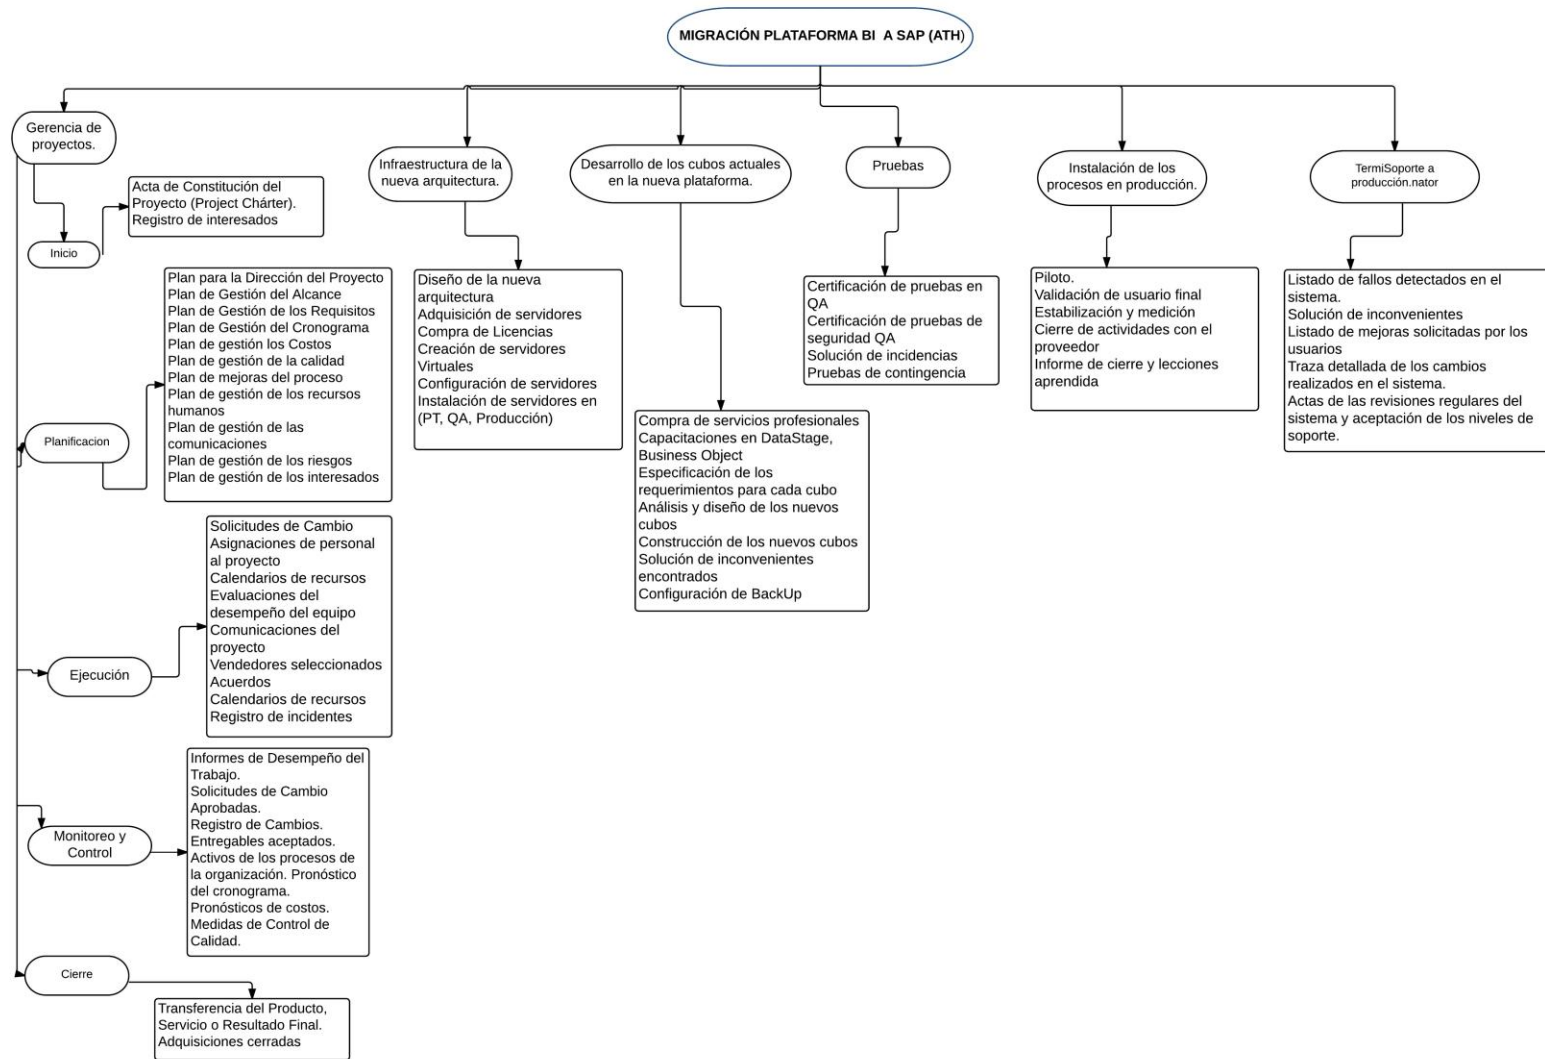 MIGRACIÓN PLATAFORMA BI A SAP (ATH)
Gerencia de
proyectos.
Inicio
Acta de Constitución del
Proyecto (Project Chárter).
Registro de interesados
Planificacion
Plan para la Dirección del Proyecto
Plan de Gestión del Alcance
Plan de Gestión de los Requisitos
Plan de Gestión del Cronograma
Plan de gestión los Costos
Plan de gestión de la calidad
Plan de mejoras del proceso
Plan de gestión de los recursos
humanos
Plan de gestión de las
comunicaciones
Plan de gestión de los riesgos
Plan de gestión de los interesados
Ejecución
Solicitudes de Cambio
Asignaciones de personal
al proyecto
Calendarios de recursos
Evaluaciones del
desempeño del equipo
Comunicaciones del
proyecto
Vendedores seleccionados
Acuerdos
Calendarios de recursos
Registro de incidentes
Monitoreo y
Control
Informes de Desempeño del
Trabajo.
Solicitudes de Cambio
Aprobadas.
Registro de Cambios.
Entregables aceptados.
Activos de los procesos de
la organización. Pronóstico
del cronograma.
Pronósticos de costos.
Medidas de Control de
Calidad.
Cierre
Transferencia del Producto,
Servicio o Resultado Final.
Adquisiciones cerradas
Infraestructura de la
nueva arquitectura.
Diseño de la nueva
arquitectura
Adquisición de servidores
Compra de Licencias
Creación de servidores
Virtuales
Configuración de servidores
Instalación de servidores en
(PT, QA, Producción)
Desarrollo de los cubos actuales
en la nueva plataforma.
Compra de servicios profesionales
Capacitaciones en DataStage,
Business Object
Especificación de los
requerimientos para cada cubo
Análisis y diseño de los nuevos
cubos
Construcción de los nuevos cubos
Solución de inconvenientes
encontrados
Configuración de BackUp
Pruebas
Certificación de pruebas en
QA
Certificación de pruebas de
seguridad QA
Solución de incidencias
Pruebas de contingencia
Instalación de los
procesos en producción.
Piloto.
Validación de usuario final
Estabilización y medición
Cierre de actividades con el
proveedor
Informe de cierre y lecciones
aprendida
TermiSoporte a
producción.nator
Listado de fallos detectados en el
sistema.
Solución de inconvenientes
Listado de mejoras solicitadas por los
usuarios
Traza detallada de los cambios
realizados en el sistema.
Actas de las revisiones regulares del
sistema y aceptación de los niveles de
soporte.